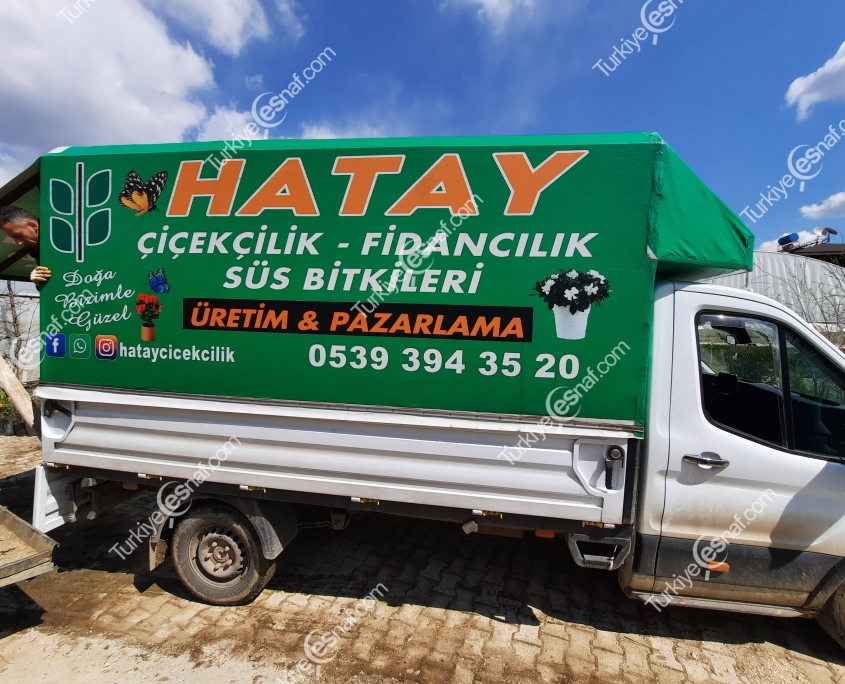 HATAY
ÇİÇEKÇİLİK - FİDANCILIK
SÜS BİTKİLERİ
Doğa
Bizimle
Güzel
ÜRETİM & PAZARLAMA
hataycicekcilik
0539 394 35 20
Turkiyeesnaf.com